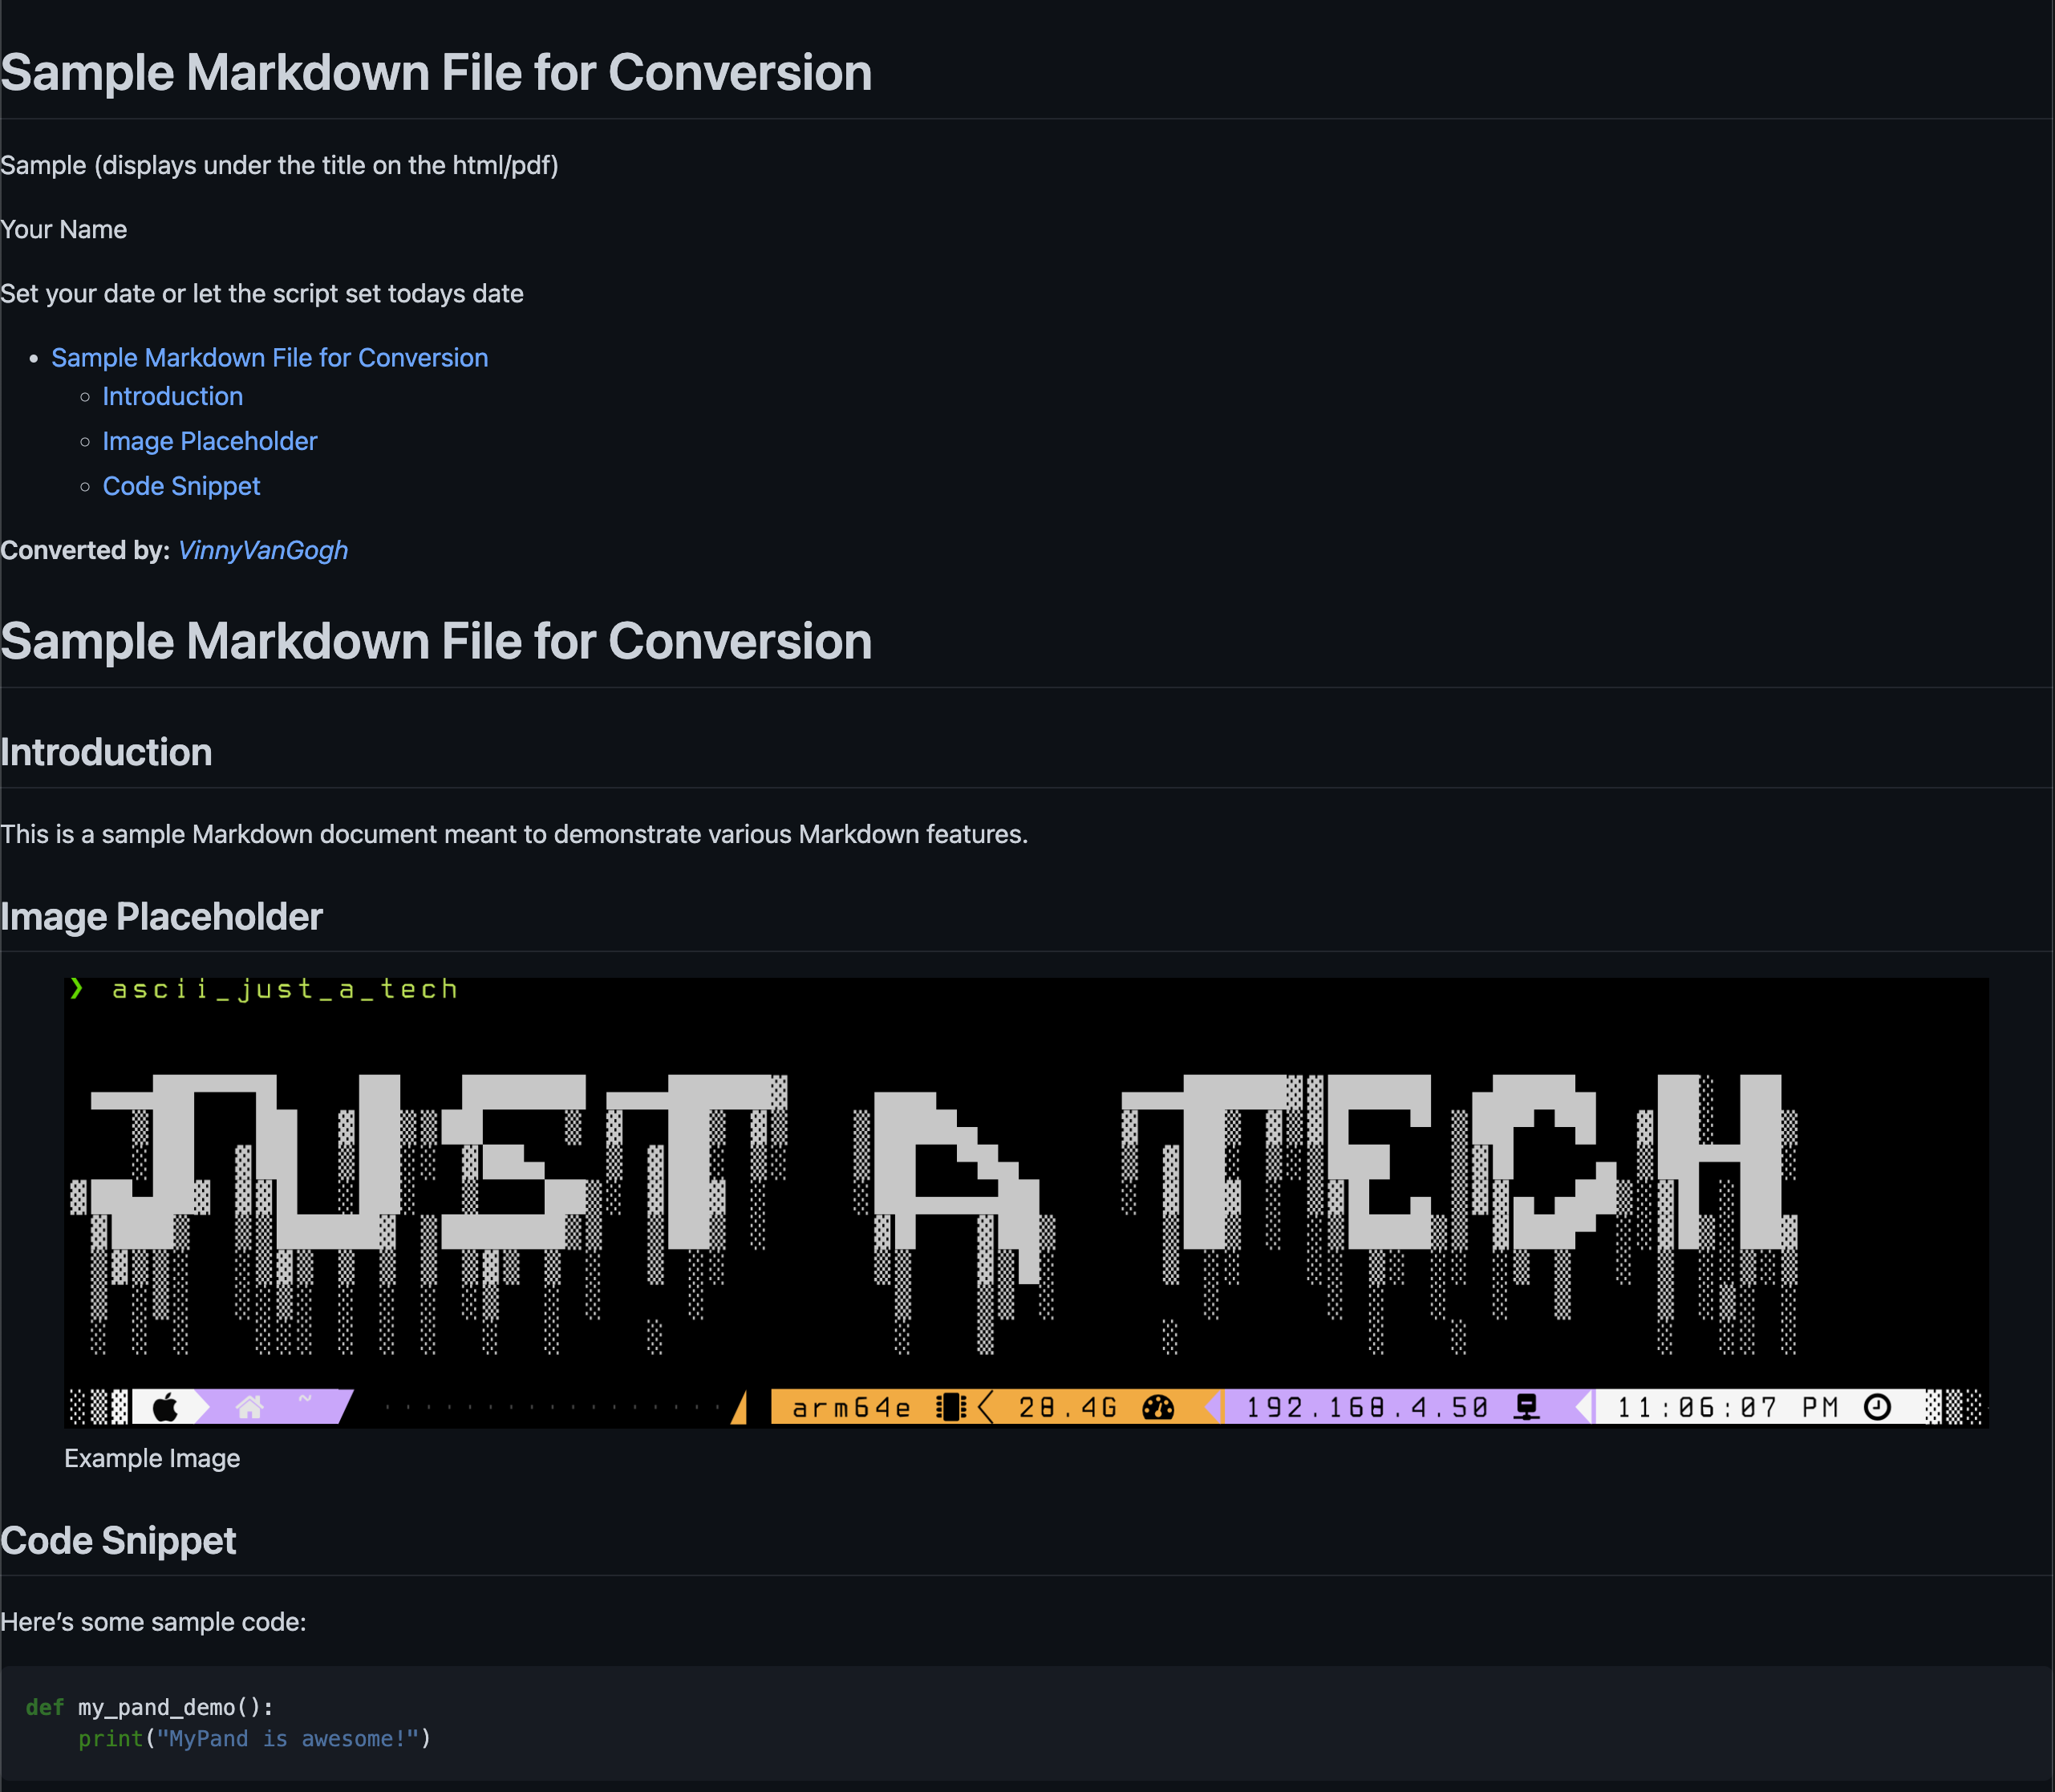 Sample Markdown File for Conversion
Sample (displays under the title on the html/pdf)
Your Name
Set your date or let the script set todays date
Sample Markdown File for Conversion
Introduction
Image Placeholder
Code Snippet
Converted by: VinnyVanGogh
Sample Markdown File for Conversion
Introduction
This is a sample Markdown document meant to demonstrate various Markdown features.
Image Placeholder
❯ ascii_just_a_tech
JUST A TECH
~ arm64e 28.4G 192.168.4.50 11:06:07 PM
Example Image
Code Snippet
Here’s some sample code:
def my_pand_demo():
    print("MyPand is awesome!")